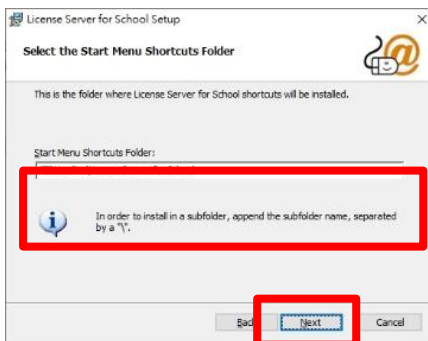 License Server for School Setup
Select the Start Menu Shortcuts Folder
This is the folder where License Server for School shortcuts will be installed.
Start Menu Shortcuts Folder:
In order to install in a subfolder, append the subfolder name, separated
by a "\".
Next
Cancel